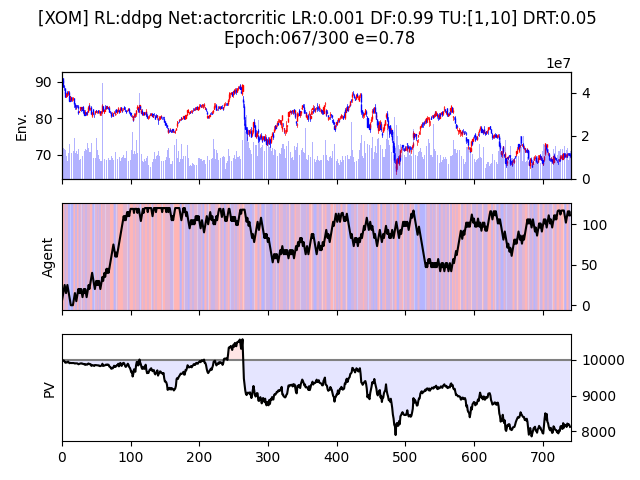 [XOM] RL:ddpg Net:actorcritic LR:0.001 DF:0.99 TU:[1,10] DRT:0.05
Epoch:067/300 e=0.78
1e7
90
80
70
Env.
4
2
0
Agent
100
50
0
PV
10000
9000
8000
0 100 200 300 400 500 600 700